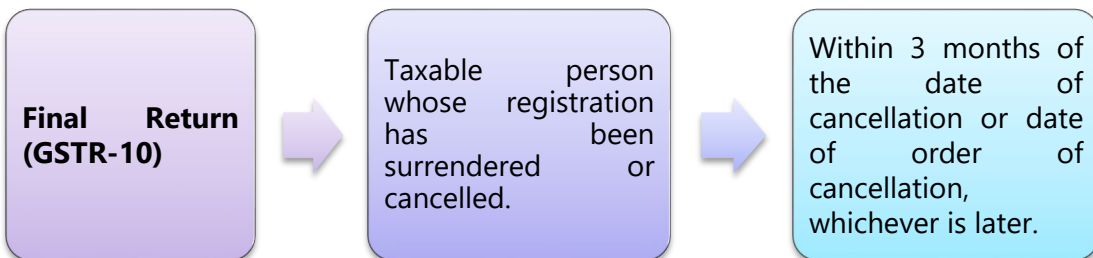 Final Return
(GSTR-10)
Taxable person
whose registration
has been
surrendered or
cancelled.
Within 3 months of
the date of
cancellation or date
of order of
cancellation,
whichever is later.